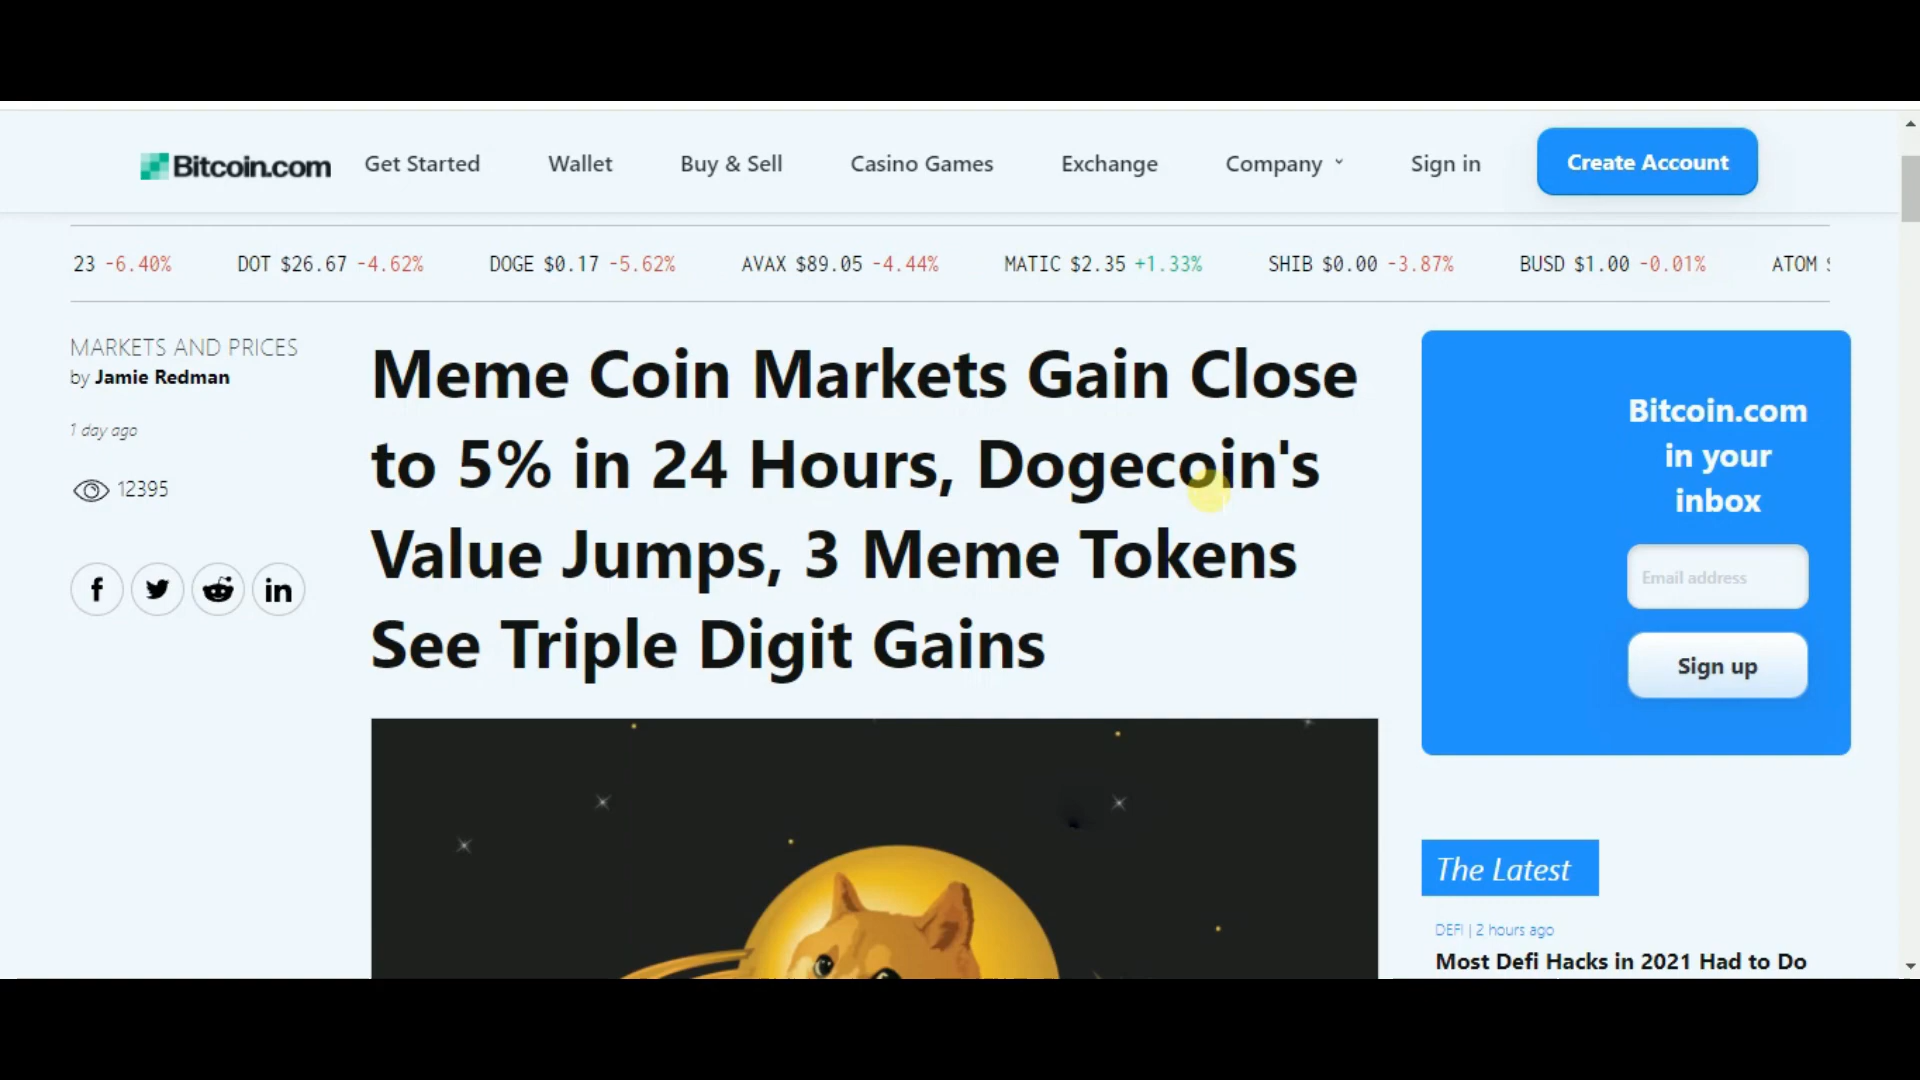 Bitcoin.com Get Started Wallet Buy & Sell Casino Games Exchange Company Sign in Create Account
23 -6.40% DOT $26.67 -4.62% DOGE $0.17 -5.62% AVAX $89.05 -4.44% MATIC $2.35 +1.33% SHIB $0.00 -3.87% BUSD $1.00 -0.01% ATOM
MARKETS AND PRICES
by Jamie Redman
1 day ago
12395
Meme Coin Markets Gain Close
to 5% in 24 Hours, Dogecoin's
Value Jumps, 3 Meme Tokens
See Triple Digit Gains
Bitcoin.com
in your
inbox
Email address
Sign up
The Latest
DEFI | 2 hours ago
Most Defi Hacks in 2021 Had to Do